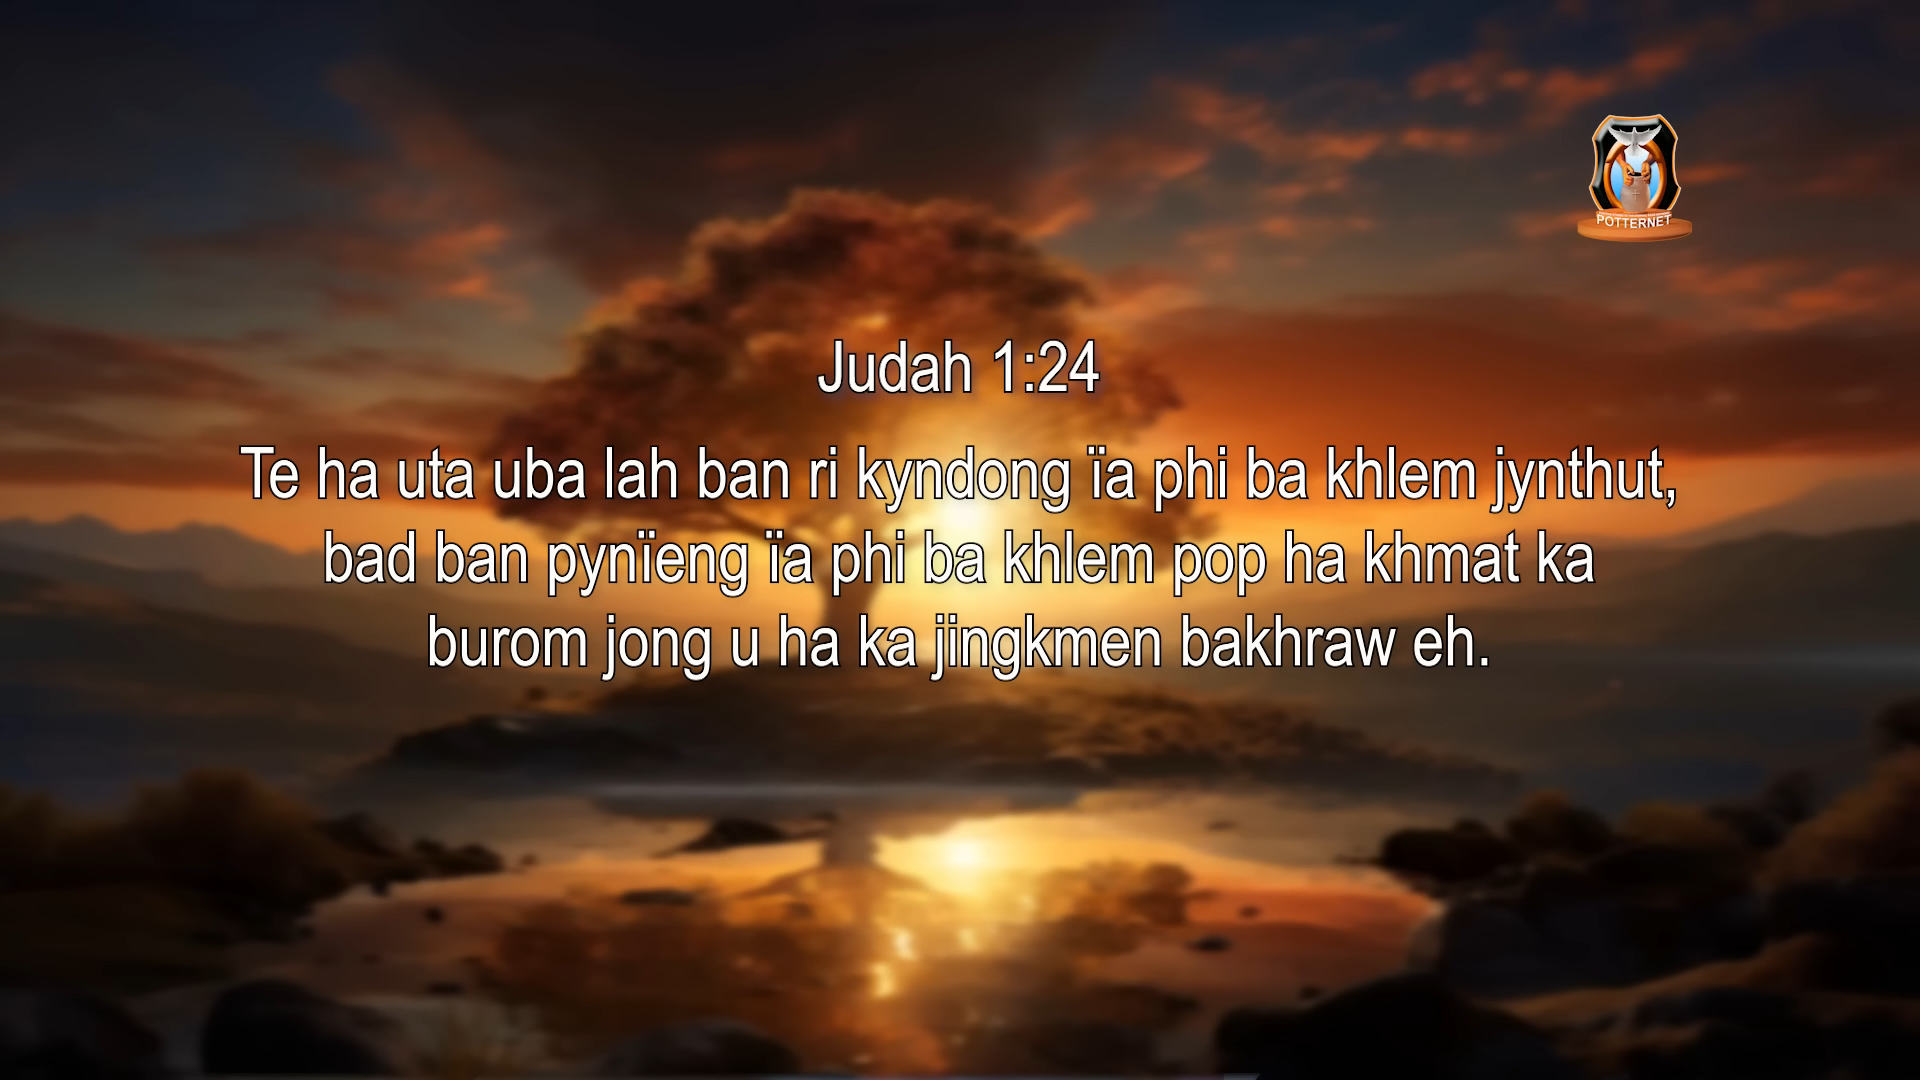 POTTERNET
Judah 1:24
Te ha uta uba lah ban ri kyndong ïa phi ba khlem jynthut,
bad ban pynïeng ïa phi ba khlem pop ha khmat ka
burom jong u ha ka jingkmen bakhraw eh.